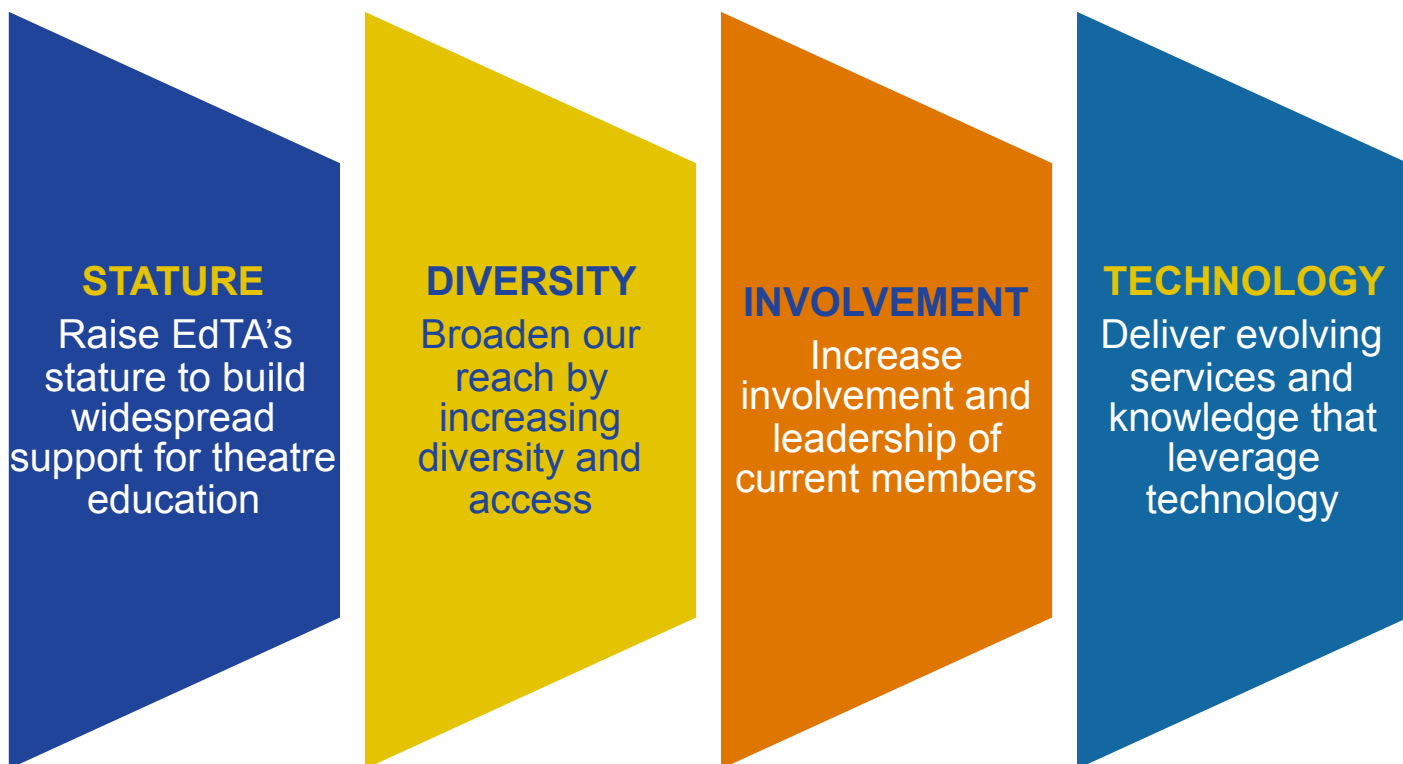 STATURE
Raise EdTA’s
stature to build
widespread
support for theatre
education
DIVERSITY
Broaden our
reach by
increasing
diversity and
access
INVOLVEMENT
Increase
involvement and
leadership of
current members
TECHNOLOGY
Deliver evolving
services and
knowledge that
leverage
technology